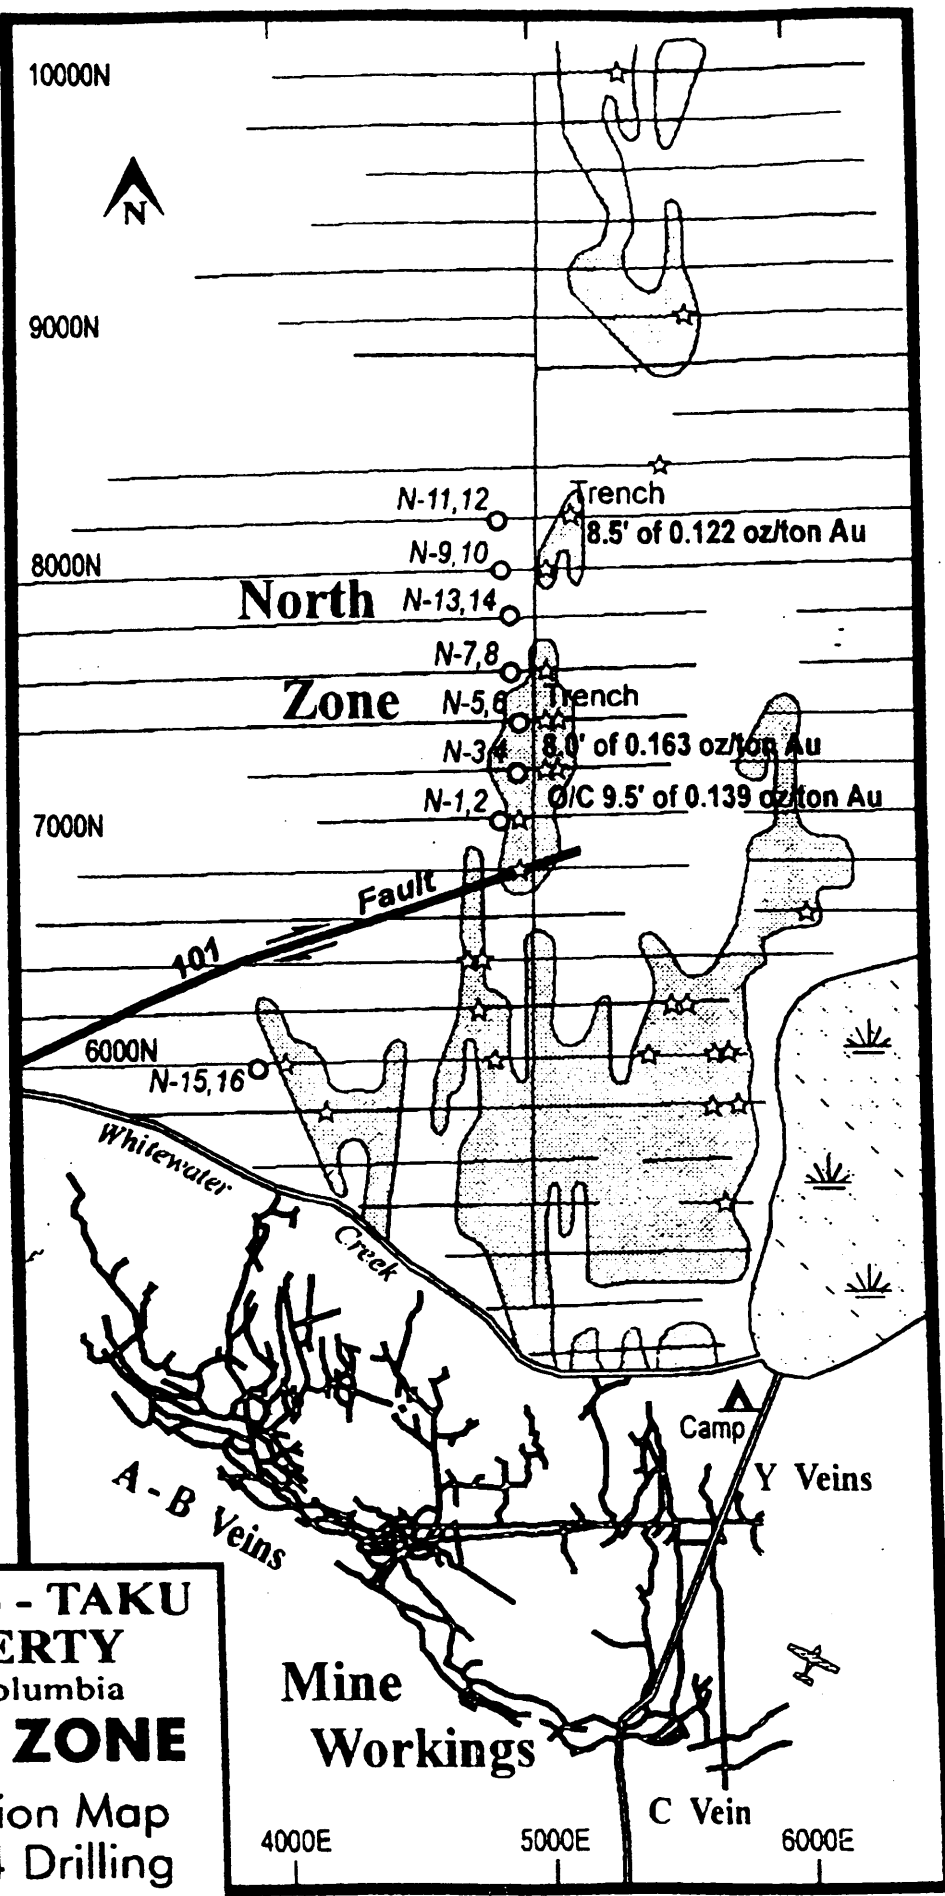 10000N
N
9000N
N-11,12
Trench
8.5' of 0.122 oz/ton Au
N-9,10
8000N
North
N-13,14
N-7,8
Zone
N-5,6
Trench
8.0' of 0.163 oz/ton Au
N-3,4
O/C 9.5' of 0.139 oz/ton Au
N-1,2
7000N
Fault
101
6000N
N-15,16
Whitewater
Creek
Camp
Y Veins
A - B Veins
- TAKU
ERTY
olumbia
ZONE
ion Map
4 Drilling
Mine
Workings
C Vein
4000E
5000E
6000E